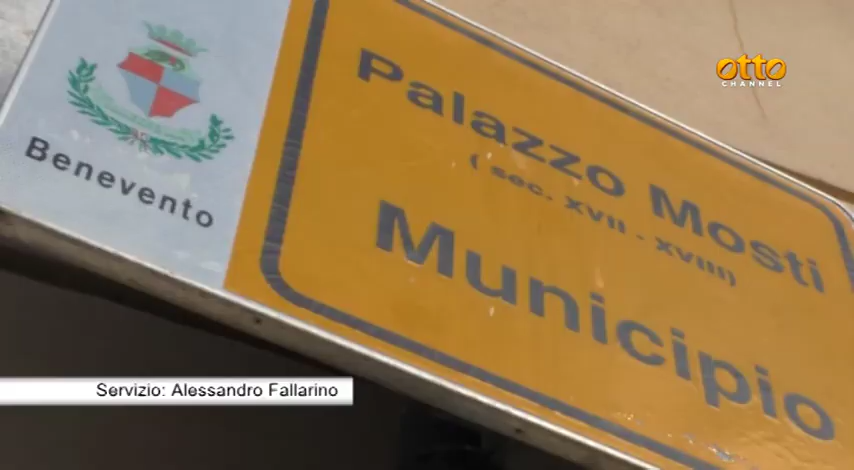 otto
CHANNEL
Benevento
Palazzo Mosti
( sec. XVII - XVIII)
Municipio
Servizio: Alessandro Fallarino